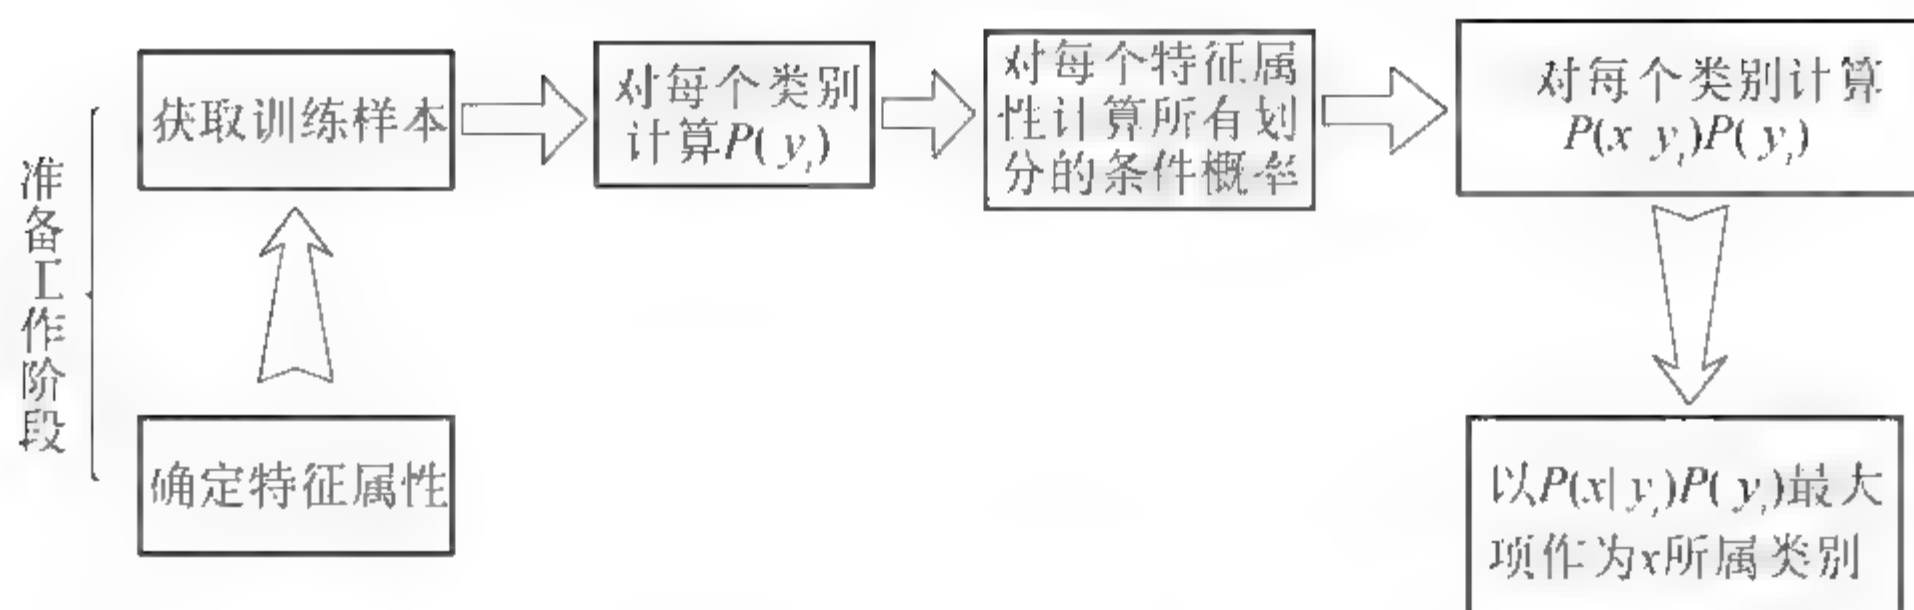 准备工作阶段
获取训练样本
对每个类别
计算P(y_i)
对每个特征属
性计算所有划
分的条件概率
对每个类别计算
P(x y_i)P(y_i)
确定特征属性
以P(x|y_i)P(y_i)最大
项作为x所属类别